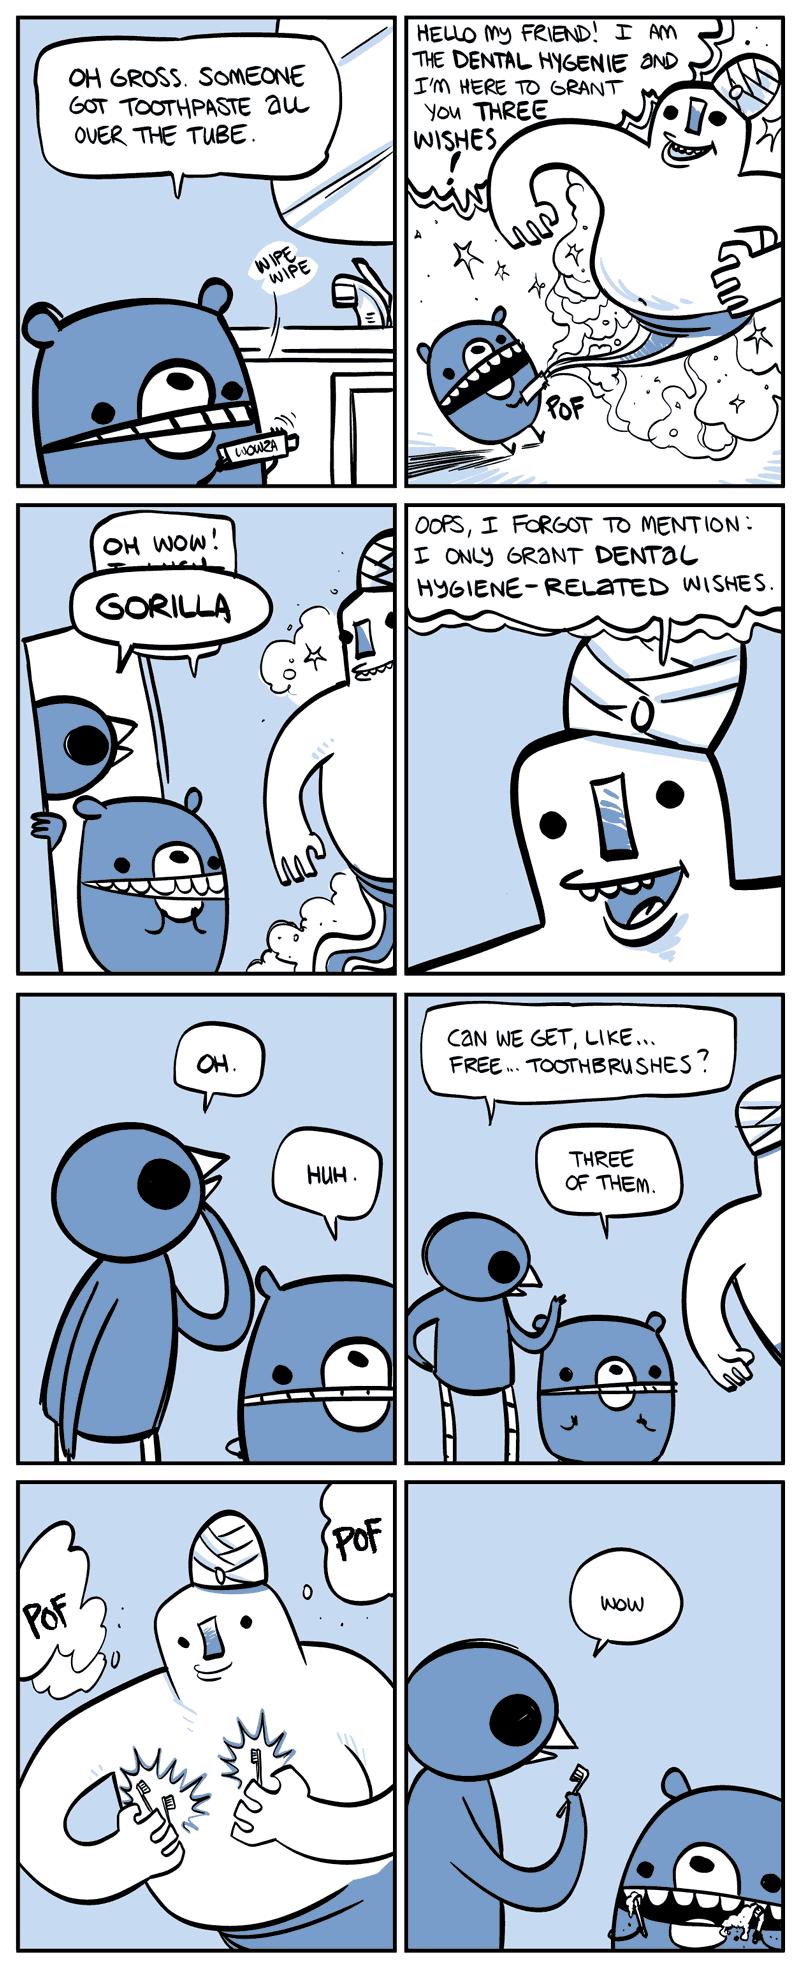 OH GROSS. SOMEONE
GOT TOOTHPASTE ALL
OVER THE TUBE.
WIPE
WIPE
WOWZA
HELLO MY FRIEND! I AM
THE DENTAL HYGENIE AND
I'M HERE TO GRANT
YOU THREE
WISHES
!
POF
OH WOW!
GORILLA
OOPS, I FORGOT TO MENTION:
I ONLY GRANT DENTAL
HYGIENE-RELATED WISHES.
OH.
HUH.
CAN WE GET, LIKE...
FREE... TOOTHBRUSHES?
THREE
OF THEM.
POF
POF
WOW